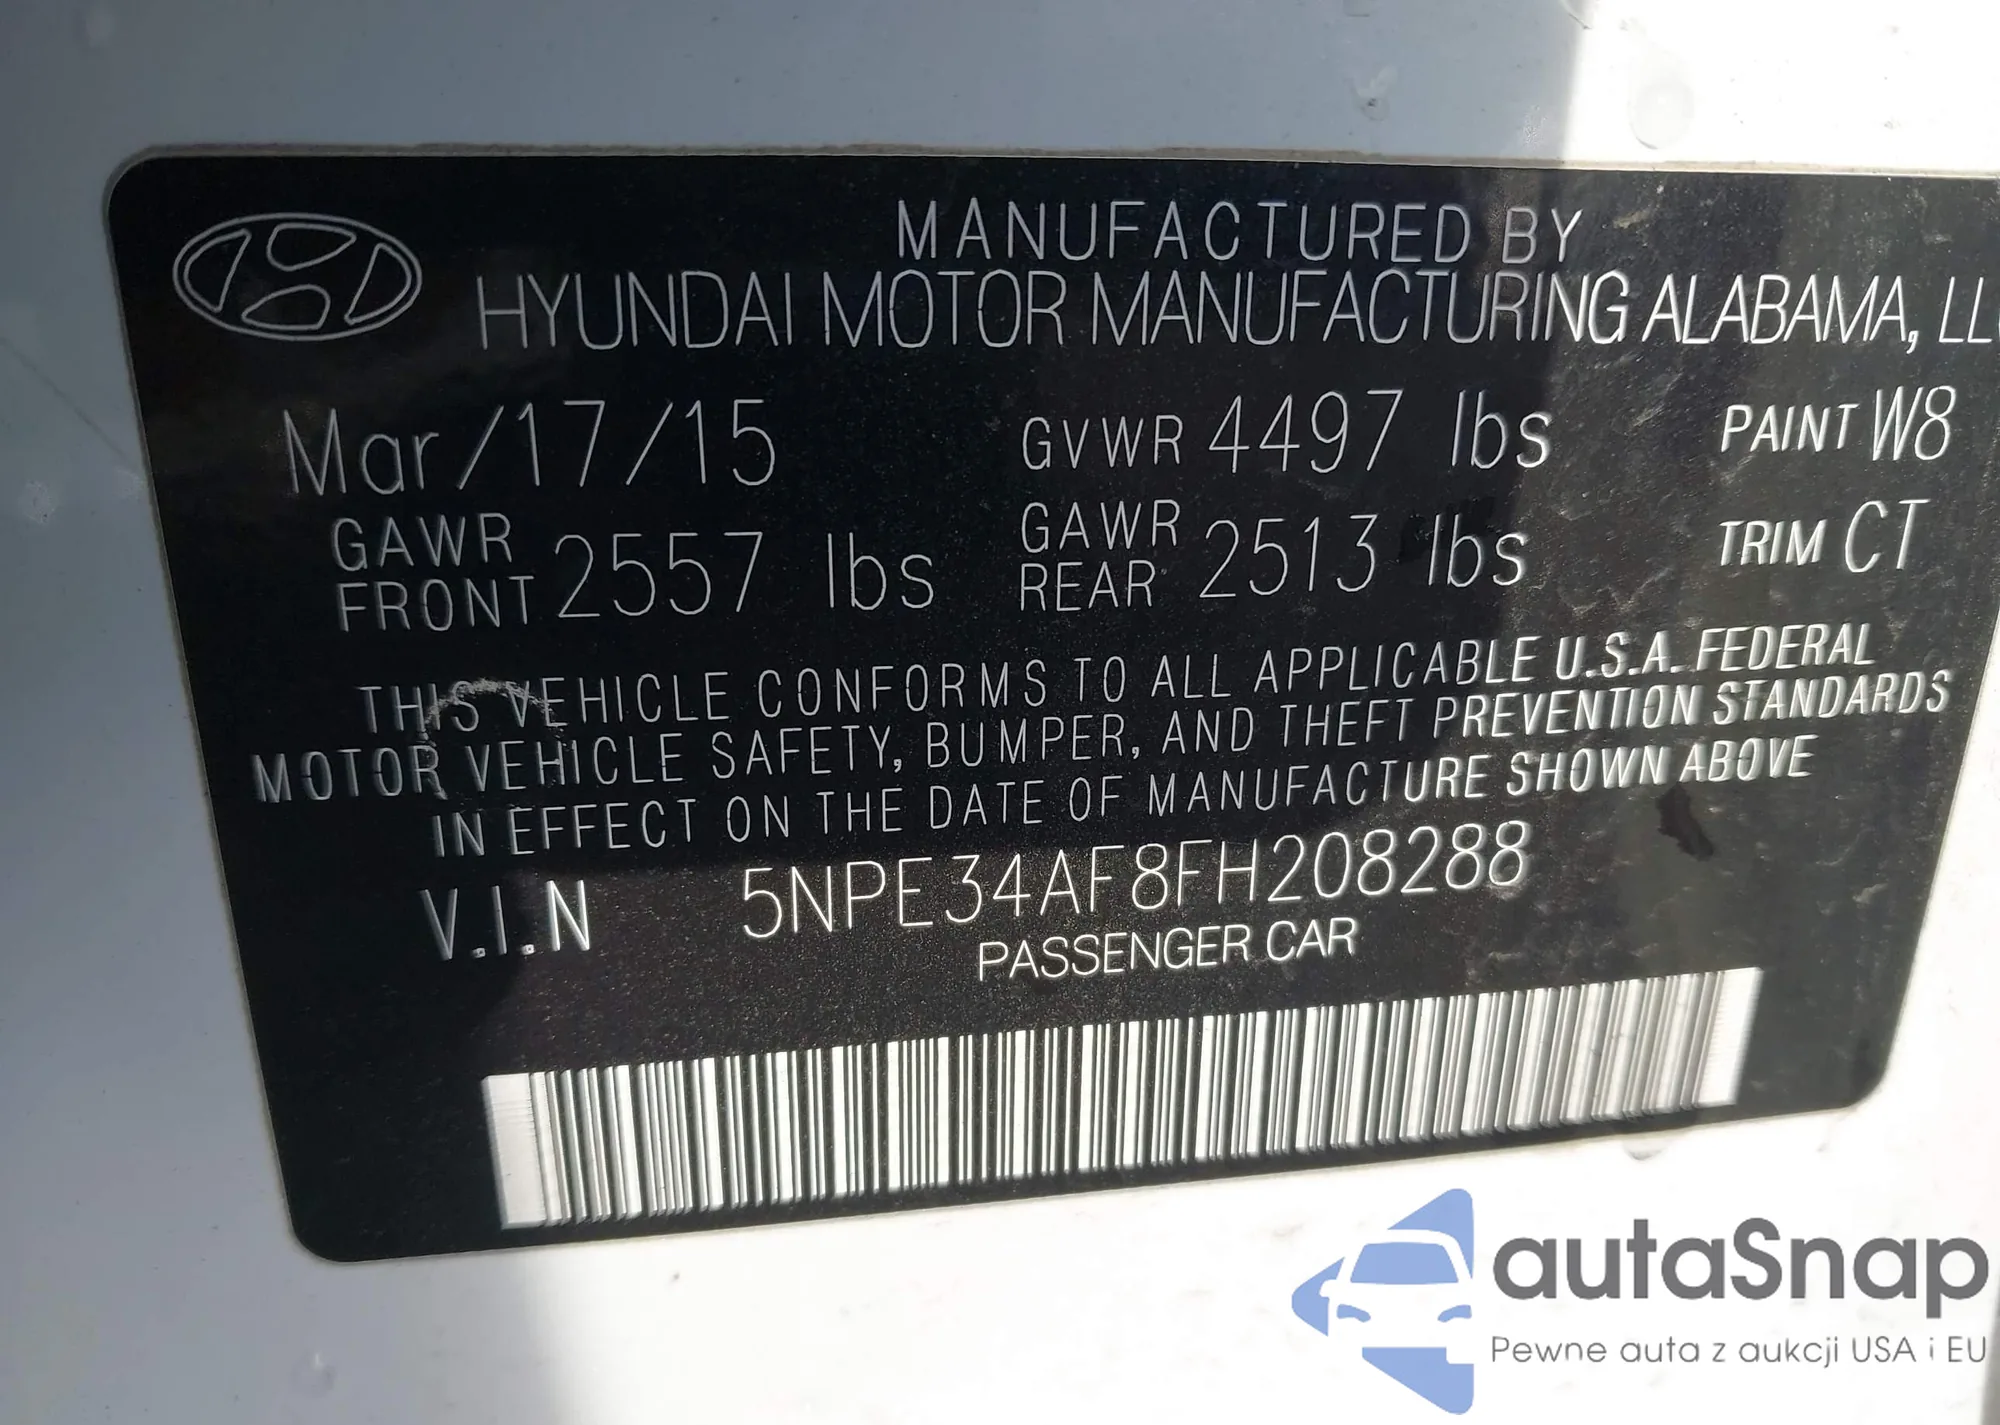 MANUFACTURED BY
HYUNDAI MOTOR MANUFACTURING ALABAMA, LLC
Mar/17/15 GVWR 4497 lbs PAINT W8
GAWR FRONT 2557 lbs GAWR REAR 2513 lbs TRIM CT
THIS VEHICLE CONFORMS TO ALL APPLICABLE U.S.A. FEDERAL
MOTOR VEHICLE SAFETY, BUMPER, AND THEFT PREVENTION STANDARDS
IN EFFECT ON THE DATE OF MANUFACTURE SHOWN ABOVE
V.I.N 5NPE34AF8FH208288
PASSENGER CAR
autaSnap
Pewne auta z aukcji USA i EU